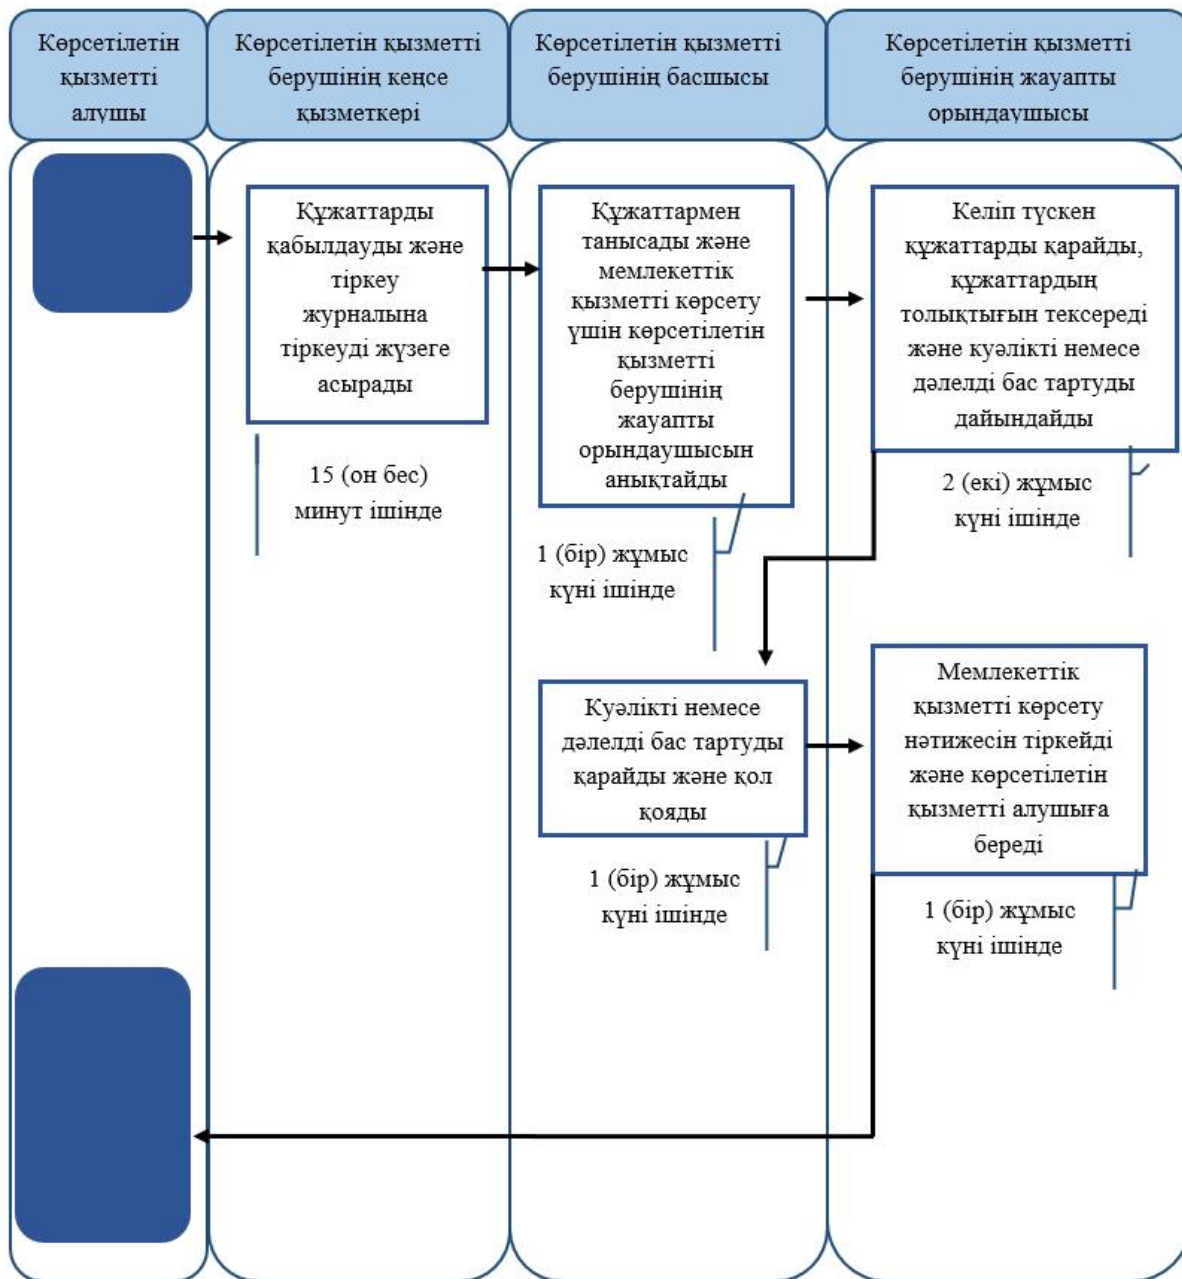 Көрсетілетін
қызметті
алушы
Көрсетілетін қызметті
берушінің кеңсе
қызметкері
Көрсетілетін қызметті
берушінің басшысы
Көрсетілетін қызметті
берушінің жауапты
орындаушысы
Құжаттарды
қабылдауды және
тіркеу
журналына
тіркеуді жүзеге
асырады
15 (он бес)
минут ішінде
Құжаттармен
танысады және
мемлекеттік
қызметті көрсету
үшін көрсетілетін
қызметті
берушінің
жауапты
орындаушысын
анықтайды
1 (бір) жұмыс
күні ішінде
Келіп түскен
құжаттарды қарайды,
құжаттардың
толықтығын тексереді
және куәлікті немесе
дәлелді бас тартуды
дайындайды
2 (екі) жұмыс
күні ішінде
Куәлікті немесе
дәлелді бас тартуды
қарайды және қол
қояды
1 (бір) жұмыс
күні ішінде
Мемлекеттік
қызметті көрсету
нәтижесін тіркейді
және көрсетілетін
қызметті алушыға
береді
1 (бір) жұмыс
күні ішінде